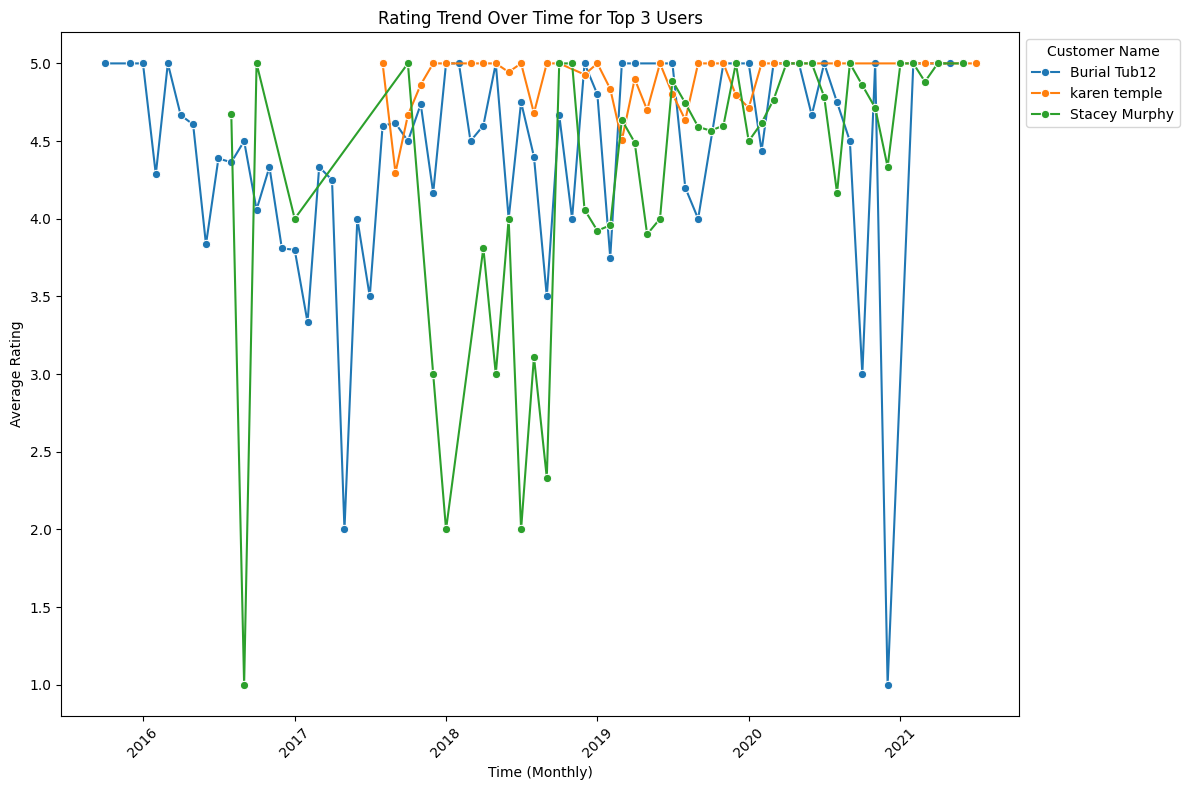 Rating Trend Over Time for Top 3 Users
Customer Name
Burial Tub12
karen temple
Stacey Murphy
Average Rating
5.0
4.5
4.0
3.5
3.0
2.5
2.0
1.5
1.0
2016
2017
2018
2019
2020
2021
Time (Monthly)